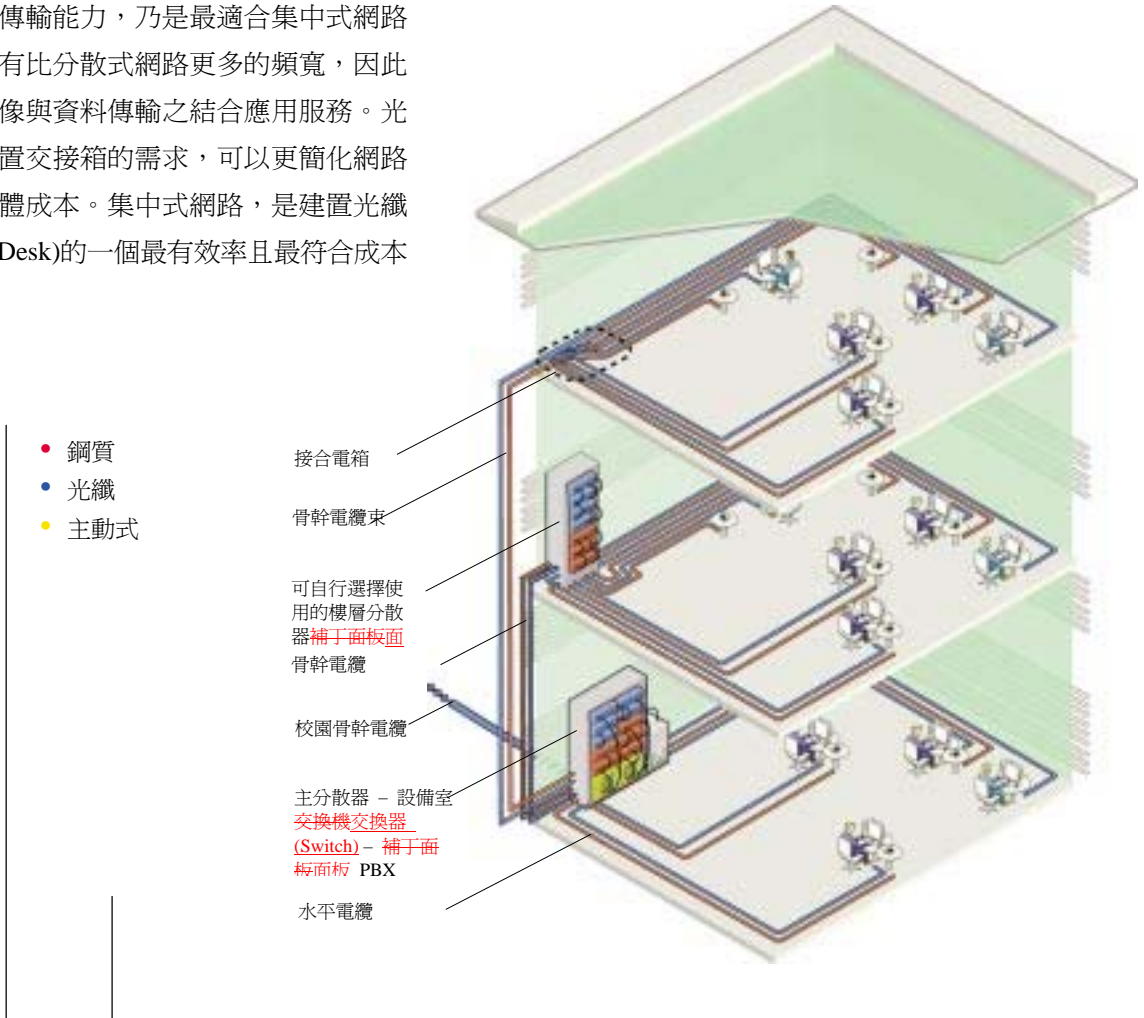 傳輸能力，乃是最適合集中式網路
有比分散式網路更多的頻寬，因此
像與資料傳輸之結合應用服務。光
置交接箱的需求，可以更簡化網路
體成本。集中式網路，是建置光纖
Desk)的一個最有效率且最符合成本
• 鋼質
• 光纖
• 主動式
接合電箱
骨幹電纜束
可自行選擇使
用的樓層分散
器補丁面板面
骨幹電纜
校園骨幹電纜
主分散器 – 設備室
交換機交換器
(Switch) – 補丁面
板面板 PBX
水平電纜